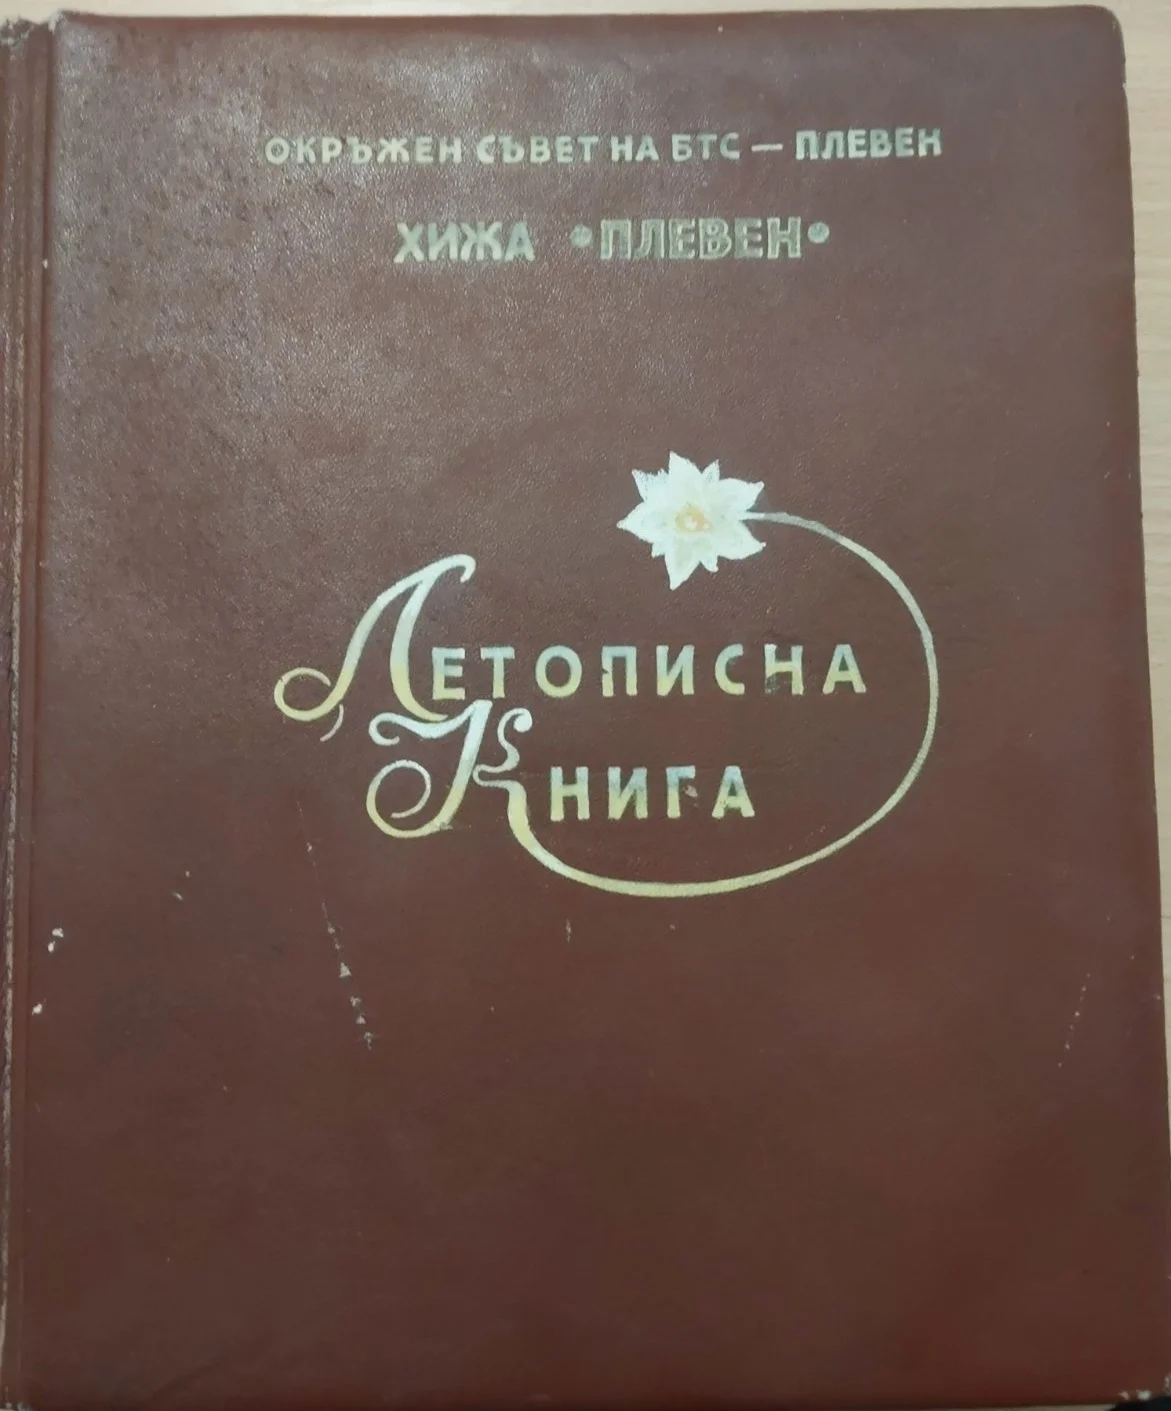 ОКРЪЖЕН СЪВЕТ НА БТС — ПЛЕВЕН
ХИЖА •ПЛЕВЕН•
ЛЕТОПИСНА
КНИГА